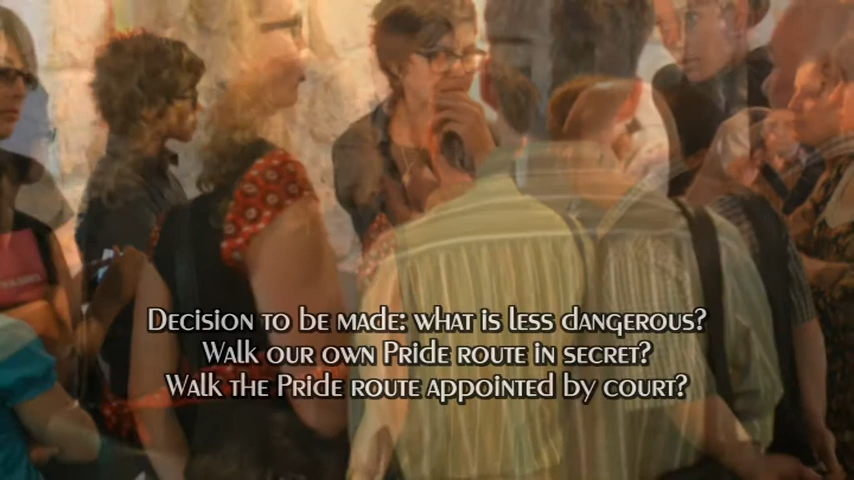 Decision to be made: what is less dangerous?
Walk our own Pride route in secret?
Walk the Pride route appointed by court?